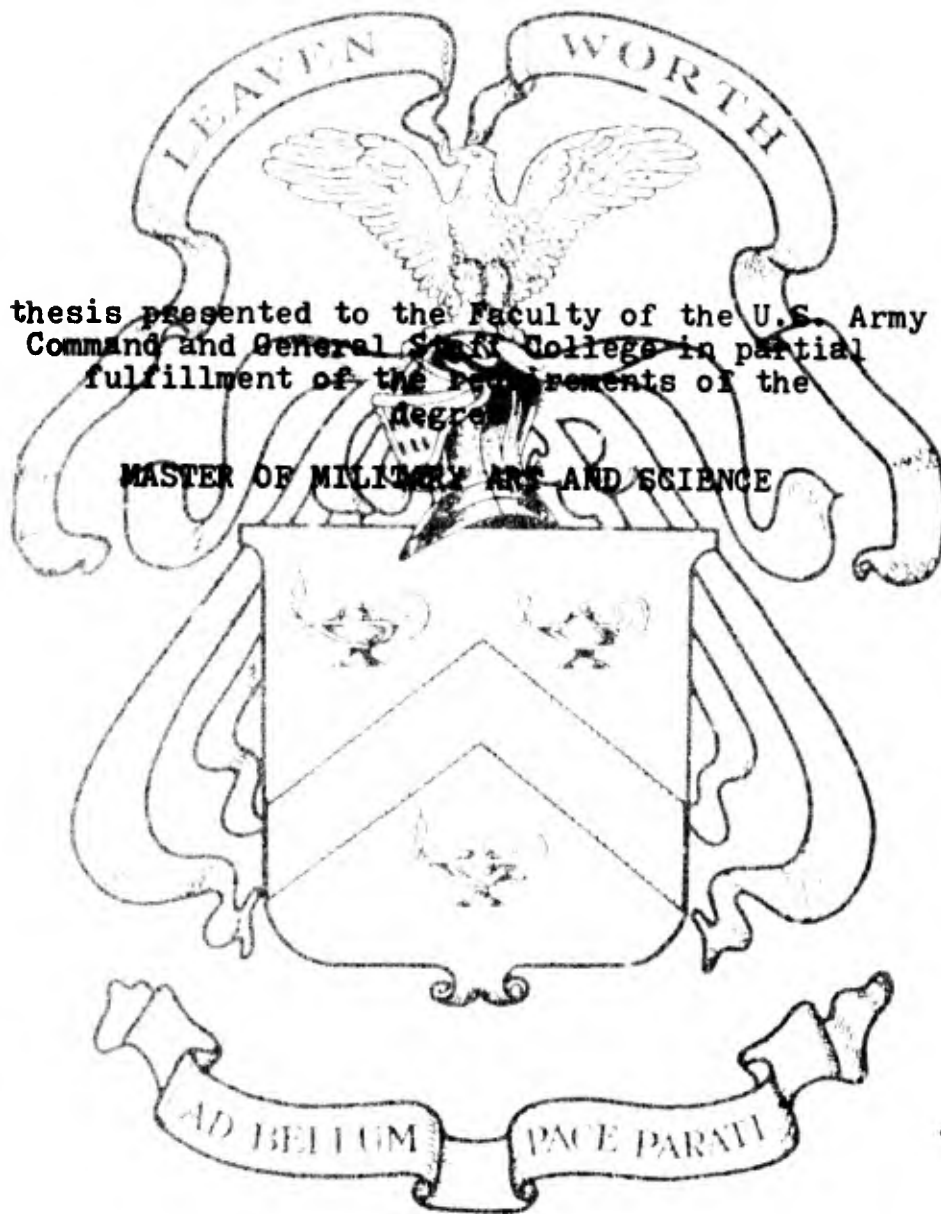 LEAVEN WORTH
thesis presented to the Faculty of the U.S. Army
Command and General Staff College in partial
fulfillment of the requirements of the
degree
MASTER OF MILITARY ART AND SCIENCE
AD BELLUM PACE PARATI